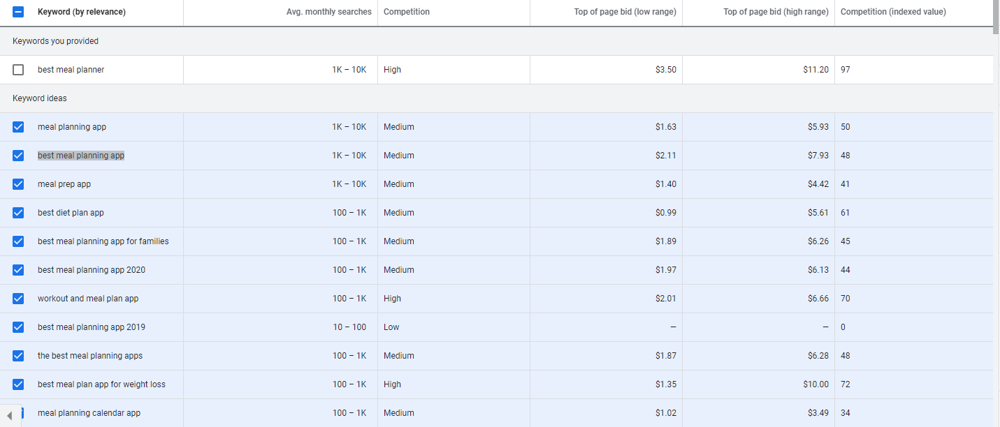 Keyword (by relevance) Avg. monthly searches Competition Top of page bid (low range) Top of page bid (high range) Competition (indexed value)
Keywords you provided
best meal planner 1K – 10K High $3.50 $11.20 97
Keyword ideas
meal planning app 1K – 10K Medium $1.63 $5.93 50
best meal planning app 1K – 10K Medium $2.11 $7.93 48
meal prep app 1K – 10K Medium $1.40 $4.42 41
best diet plan app 100 – 1K Medium $0.99 $5.61 61
best meal planning app for families 100 – 1K Medium $1.89 $6.26 45
best meal planning app 2020 100 – 1K Medium $1.97 $6.13 44
workout and meal plan app 100 – 1K High $2.01 $6.66 70
best meal planning app 2019 10 – 100 Low – – 0
the best meal planning apps 100 – 1K Medium $1.87 $6.28 48
best meal plan app for weight loss 100 – 1K High $1.35 $10.00 72
meal planning calendar app 100 – 1K Medium $1.02 $3.49 34